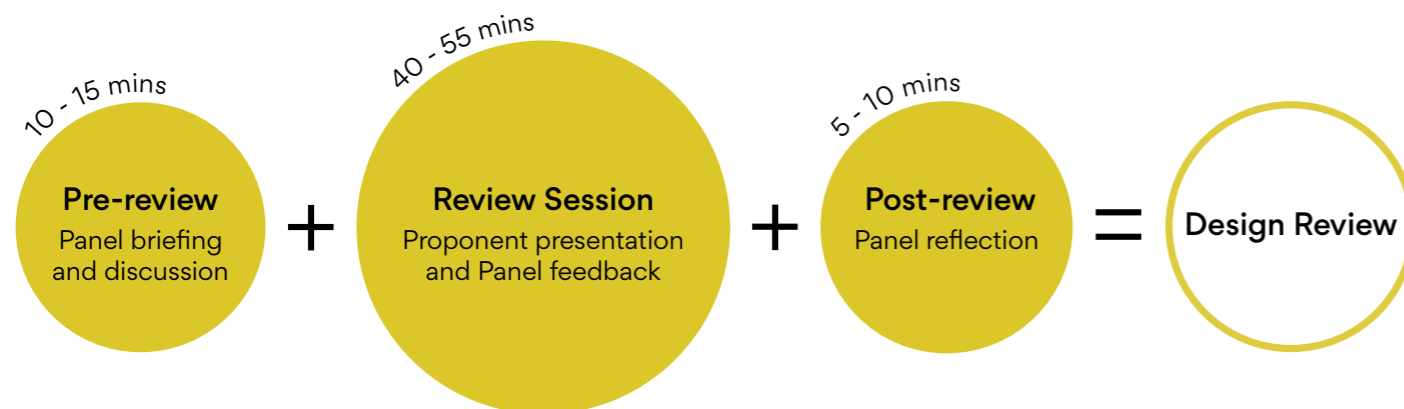 10 - 15 mins
Pre-review
Panel briefing
and discussion
+
40 - 55 mins
Review Session
Proponent presentation
and Panel feedback
+
5 - 10 mins
Post-review
Panel reflection
=
Design Review